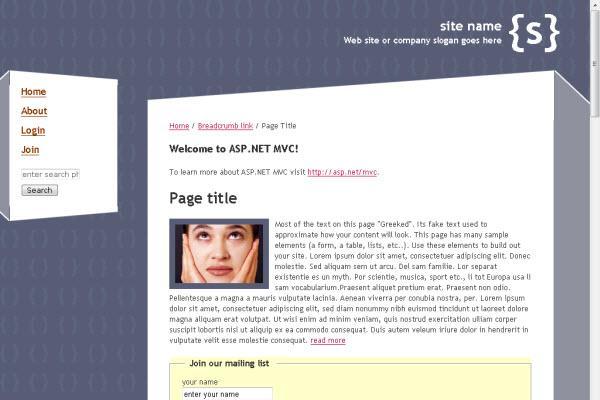 site name
{s}
Web site or company slogan goes here
Home
About
Login
Join
enter search ph
Search
Home / Breadcrumb link / Page Title
Welcome to ASP.NET MVC!
To learn more about ASP.NET MVC visit http://asp.net/mvc.
Page title
Most of the text on this page "Greeked". Its fake text used to
approximate how your content will look. This page has many sample
elements (a form, a table, lists, etc..). Use these elements to build out
your site. Lorem ipsum dolor sit amet, consectetuer adipiscing elit. Donec
molestie. Sed aliquam sem ut arcu. Del sam familie. Lor separat
existentie es un myth. Por scientie, musica, sport etc., li tot Europa usa li
sam vocabularium.Praesent aliquet pretium erat. Praesent non odio.
Pellentesque a magna a mauris vulputate lacinia. Aenean viverra per conubia nostra, per. Lorem ipsum
dolor sit amet, consectetuer adipiscing elit, sed diam nonummy nibh euismod tincidunt ut laoreet dolore
magna aliquam erat volutpat. Ut wisi enim ad minim veniam, quis nostrud exercitation ullam corper
suscipit lobortis nisl ut aliquip ex ea commodo consequat. Duis autem veleum iriure dolor in hendrerit in
vulputate velit esse molestie consequat. read more
Join our mailing list
your name
enter your name